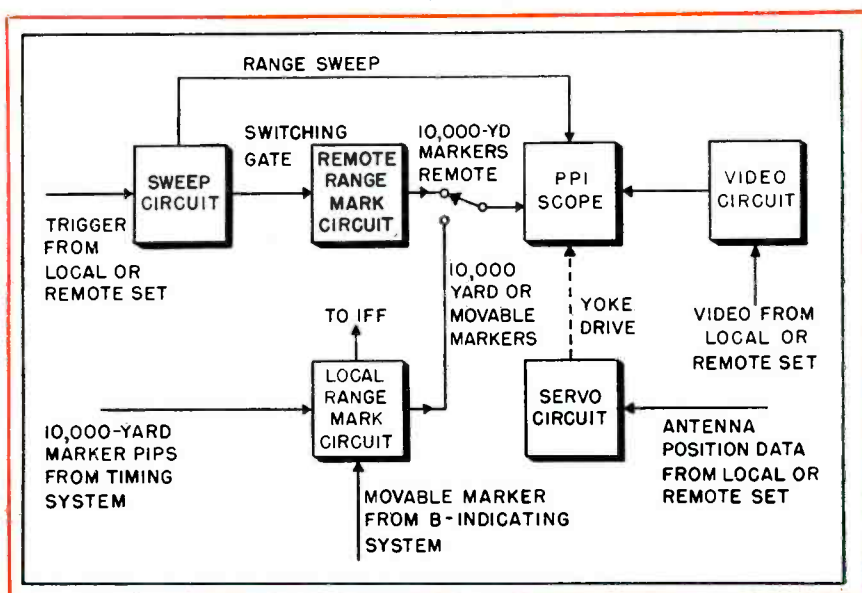 RANGE SWEEP
SWITCHING
GATE
10,000-YD
MARKERS
REMOTE
SWEEP
CIRCUIT
REMOTE
RANGE
MARK
CIRCUIT
PPI
SCOPE
VIDEO
CIRCUIT
TRIGGER
FROM
LOCAL OR
REMOTE SET
10,000
YARD OR
MOVABLE
MARKERS
YOKE
DRIVE
VIDEO FROM
LOCAL OR
REMOTE SET
TO IFF
LOCAL
RANGE
MARK
CIRCUIT
SERVO
CIRCUIT
10,000-YARD
MARKER PIPS
FROM TIMING
SYSTEM
ANTENNA
POSITION DATA
FROM LOCAL OR
REMOTE SET
MOVABLE MARKER
FROM B-INDICATING
SYSTEM